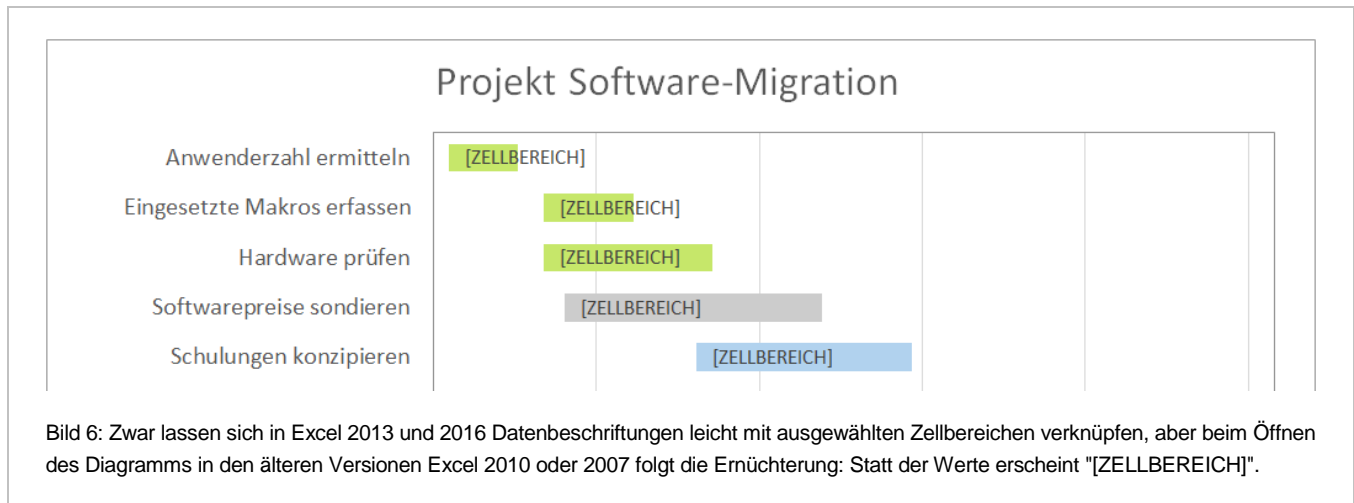 Projekt Software-Migration
Anwenderzahl ermitteln [ZELLBEREICH]
Eingesetzte Makros erfassen [ZELLBEREICH]
Hardware prüfen [ZELLBEREICH]
Softwarepreise sondieren [ZELLBEREICH]
Schulungen konzipieren [ZELLBEREICH]
Bild 6: Zwar lassen sich in Excel 2013 und 2016 Datenbeschriftungen leicht mit ausgewählten Zellbereichen verknüpfen, aber beim Öffnen
des Diagramms in den älteren Versionen Excel 2010 oder 2007 folgt die Ernüchterung: Statt der Werte erscheint "[ZELLBEREICH]".